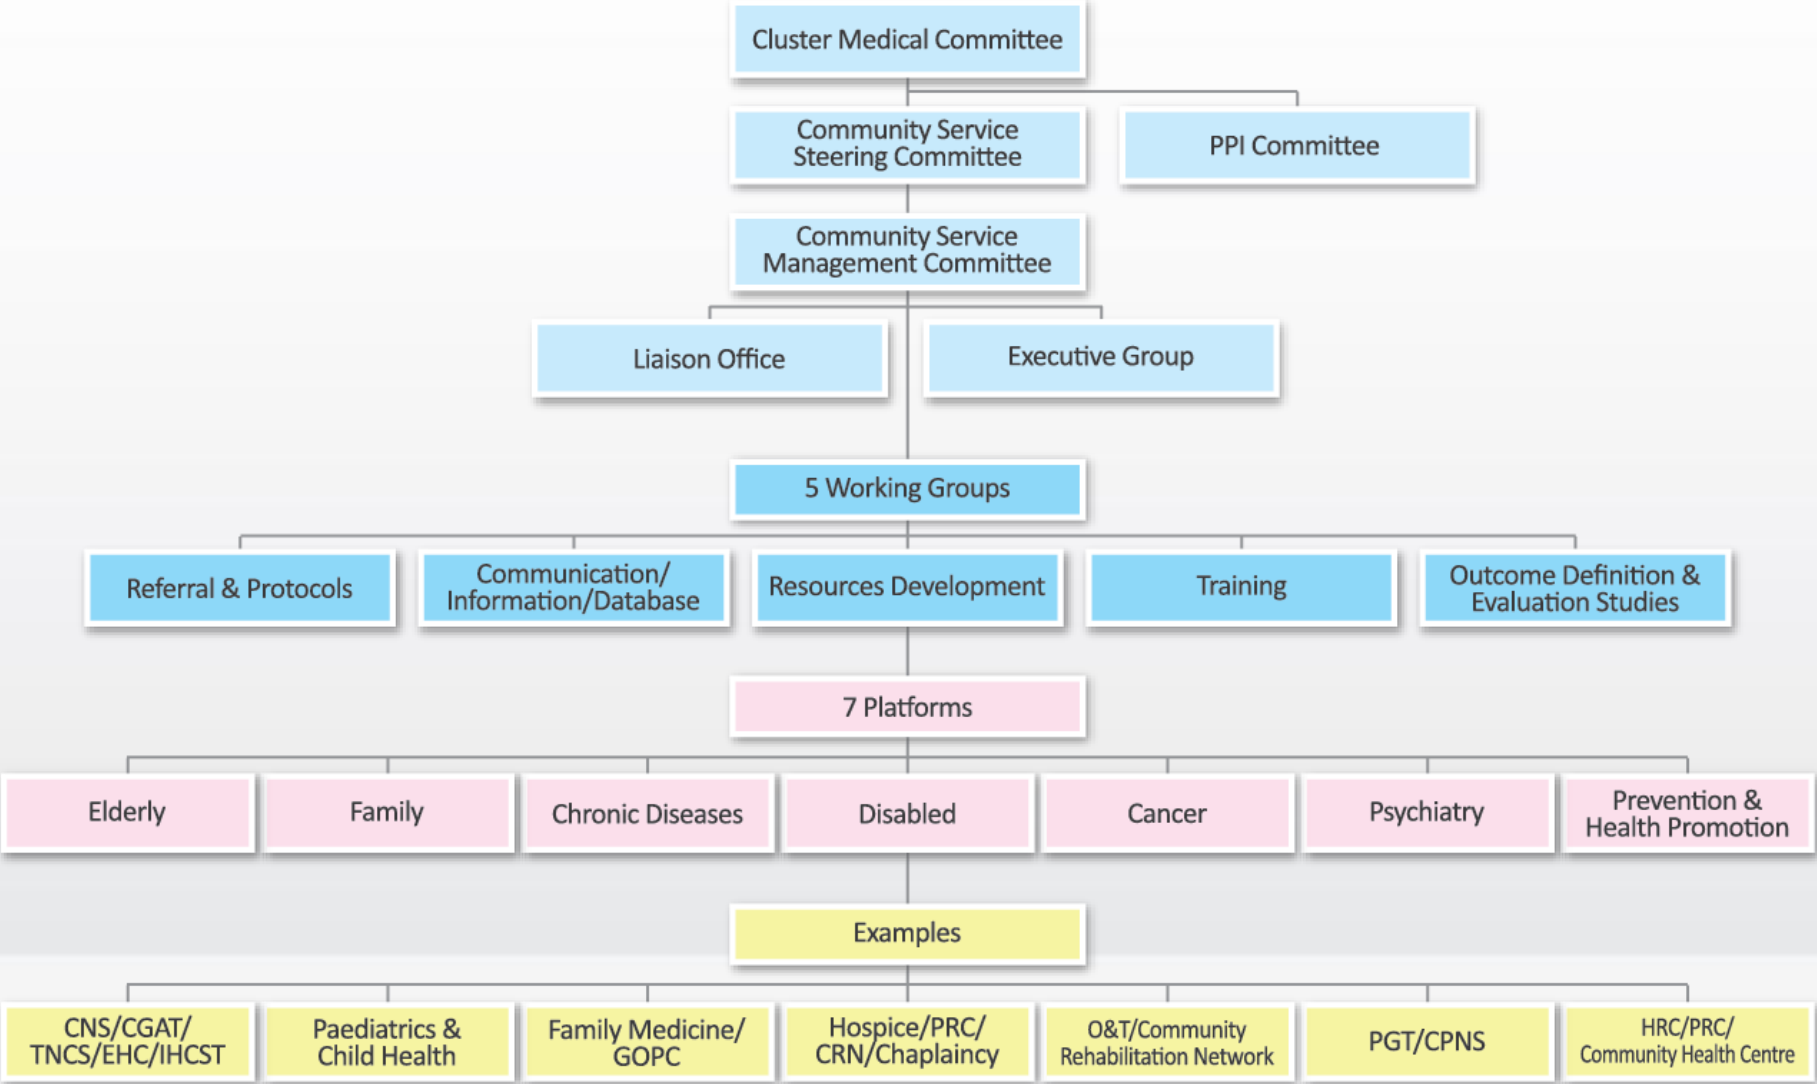 Cluster Medical Committee
Community Service
Steering Committee
PPI Committee
Community Service
Management Committee
Liaison Office
Executive Group
5 Working Groups
Referral & Protocols
Communication/
Information/Database
Resources Development
Training
Outcome Definition &
Evaluation Studies
7 Platforms
Elderly
Family
Chronic Diseases
Disabled
Cancer
Psychiatry
Prevention &
Health Promotion
Examples
CNS/CGAT/
TNCS/EHC/IHCST
Paediatrics &
Child Health
Family Medicine/
GOPC
Hospice/PRC/
CRN/Chaplaincy
O&T/Community
Rehabilitation Network
PGT/CPNS
HRC/PRC/
Community Health Centre